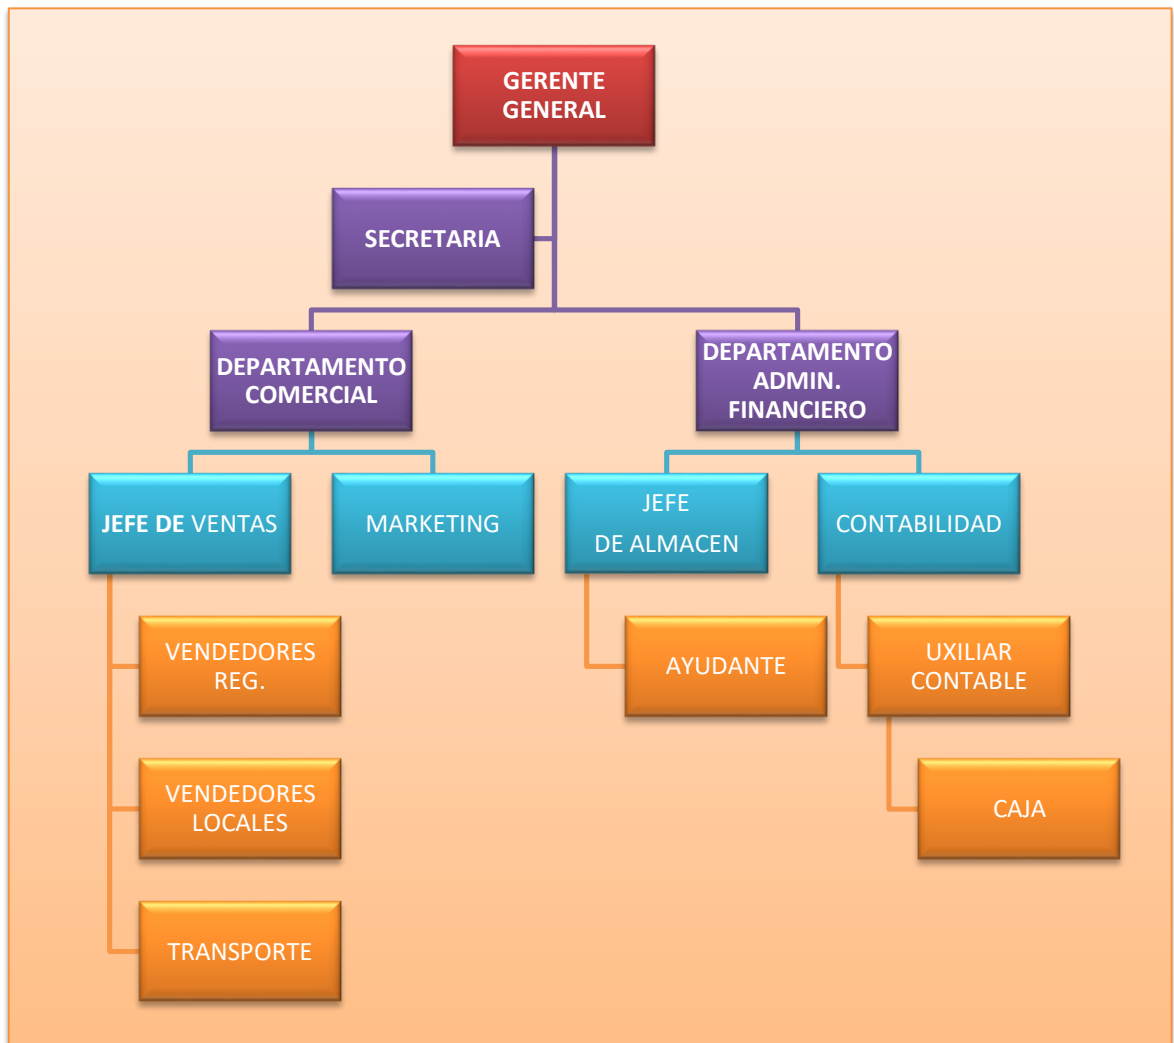 GERENTE
GENERAL
SECRETARIA
DEPARTAMENTO
COMERCIAL
DEPARTAMENTO
ADMIN.
FINANCIERO
JEFE DE VENTAS
MARKETING
JEFE
DE ALMACEN
CONTABILIDAD
VENDEDORES
REG.
AYUDANTE
UXILIAR
CONTABLE
VENDEDORES
LOCALES
CAJA
TRANSPORTE